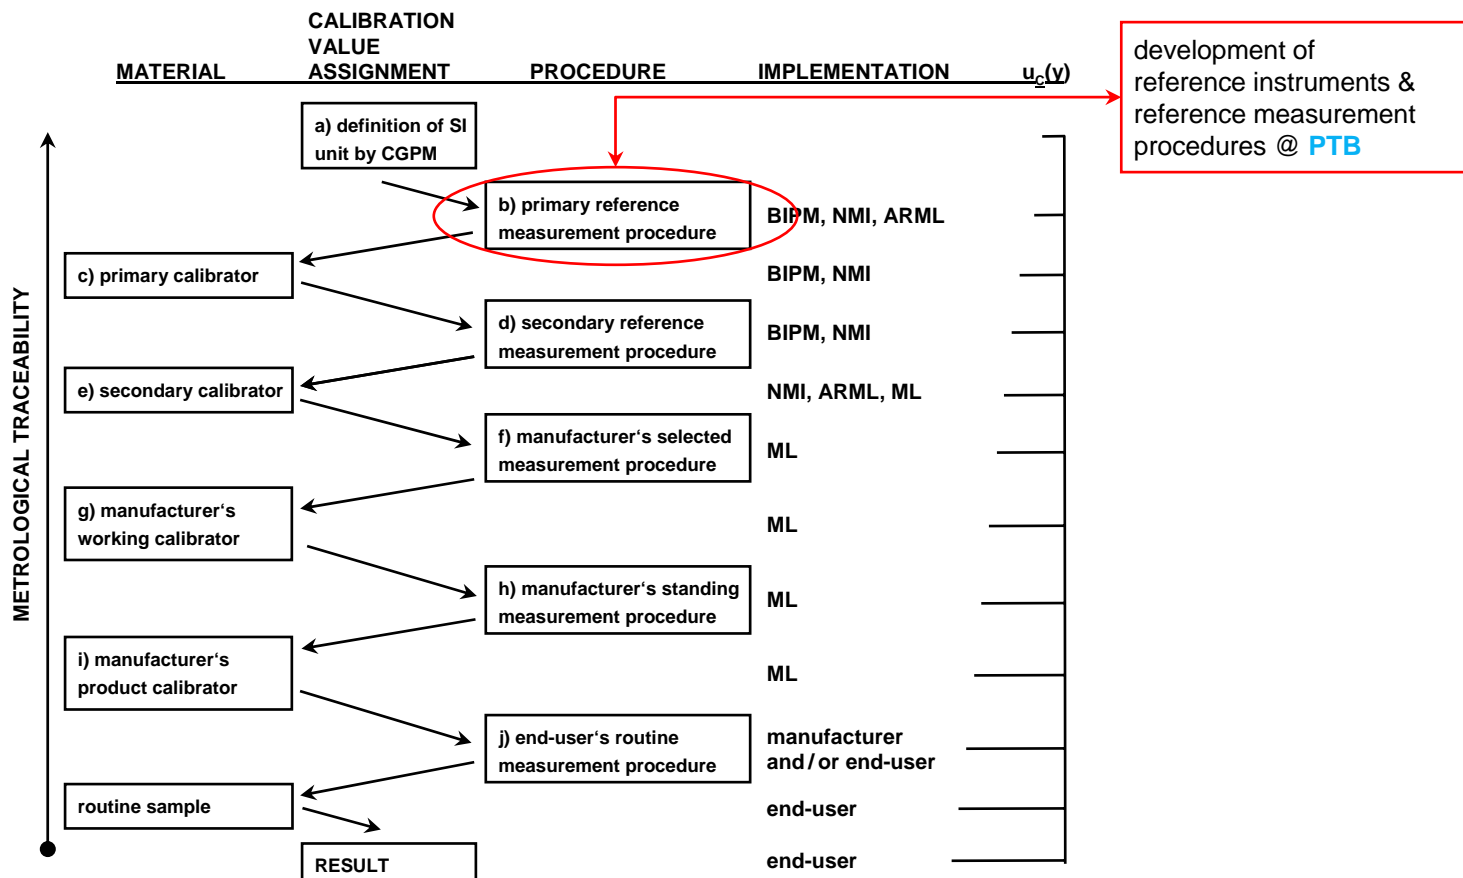 CALIBRATION
VALUE
MATERIAL ASSIGNMENT PROCEDURE IMPLEMENTATION uC(y)
development of
reference instruments &
reference measurement
procedures @ PTB
METROLOGICAL TRACEABILITY
a) definition of SI
unit by CGPM
b) primary reference
measurement procedure
BIPM, NMI, ARML
c) primary calibrator
BIPM, NMI
d) secondary reference
measurement procedure
BIPM, NMI
e) secondary calibrator
NMI, ARML, ML
f) manufacturer‘s selected
measurement procedure
ML
g) manufacturer‘s
working calibrator
ML
h) manufacturer‘s standing
measurement procedure
ML
i) manufacturer‘s
product calibrator
ML
j) end-user‘s routine
measurement procedure
manufacturer
and/or end-user
routine sample
end-user
RESULT
end-user